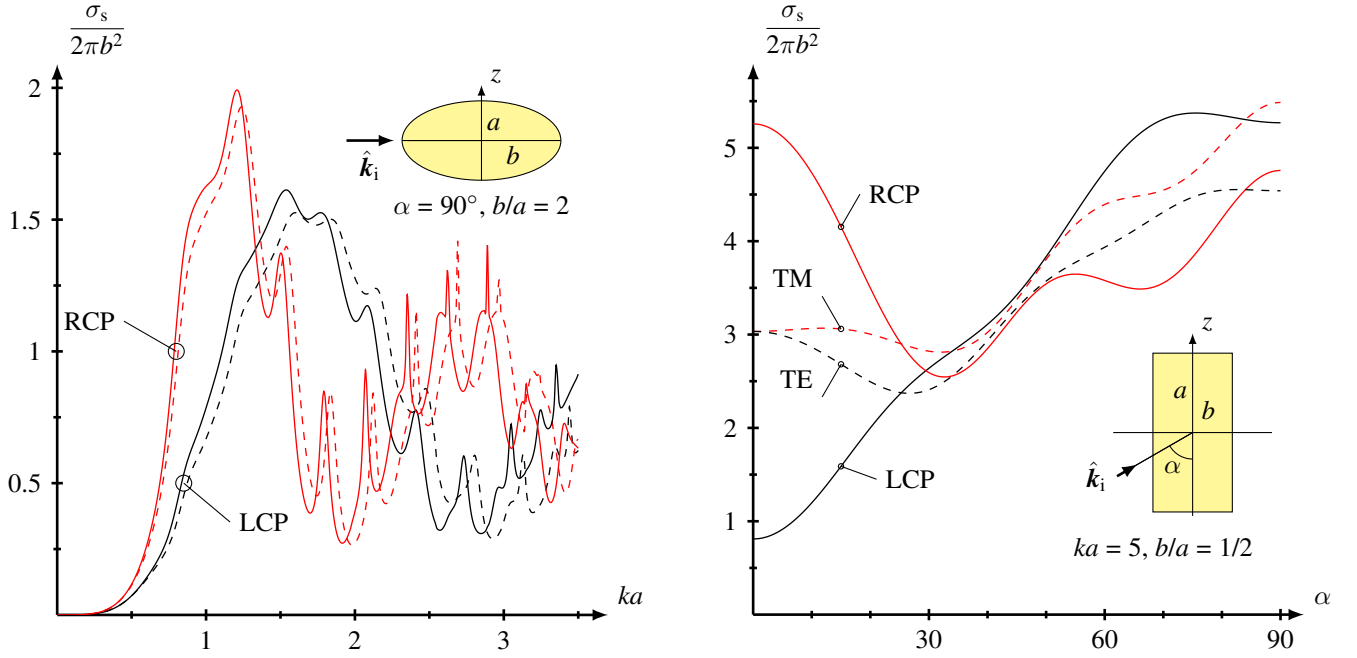 σs/2πb²
2
1.5
1
0.5
1
2
3
ka
RCP
LCP
z
a
b
k̂i
α = 90°, b/a = 2
σs/2πb²
5
4
3
2
1
30
60
90
α
RCP
TM
TE
LCP
z
a
b
α
k̂i
ka = 5, b/a = 1/2